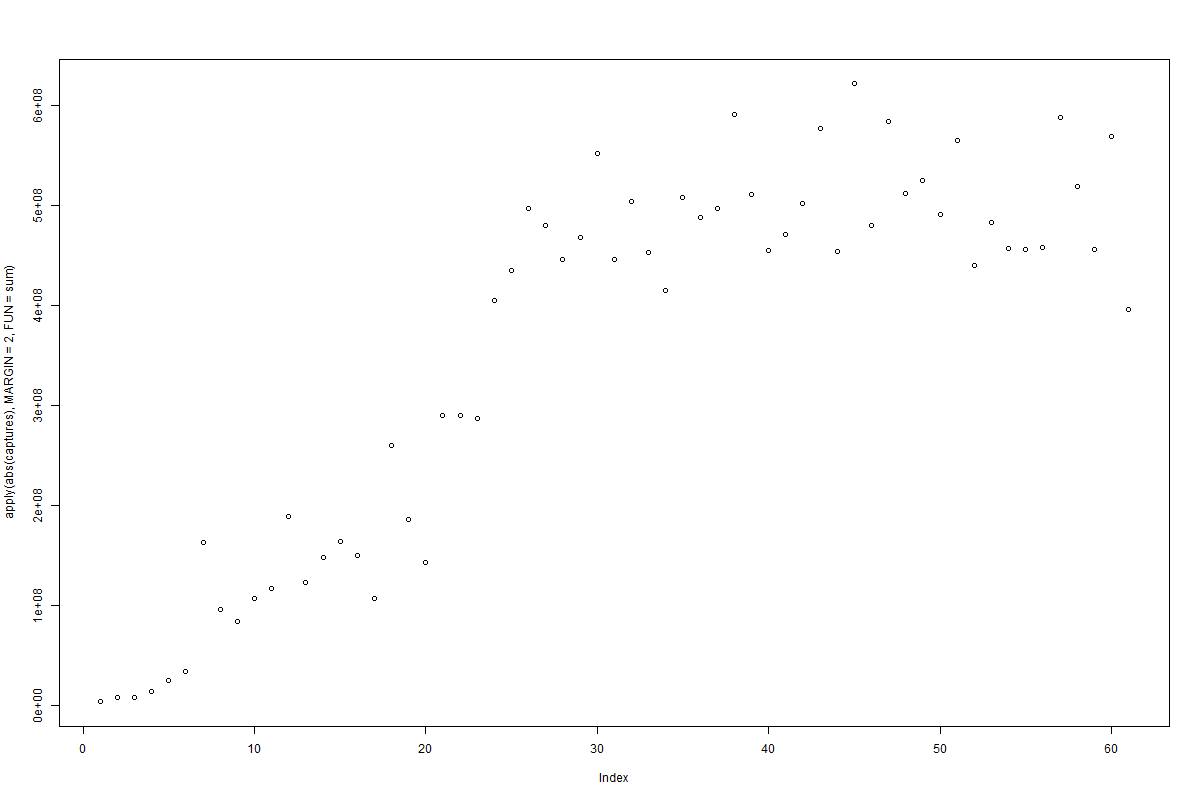 6e+08
5e+08
4e+08
3e+08
2e+08
1e+08
0e+00
apply(abs(captures), MARGIN = 2, FUN = sum)
0 10 20 30 40 50 60
Index